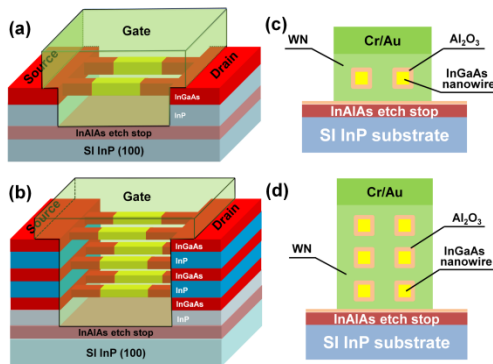 (a)
Gate
Source
Drain
InGaAs
InP
InAlAs etch stop
SI InP (100)
(b)
Gate
Source
Drain
InGaAs
InP
InGaAs
InP
InGaAs
InP
InAlAs etch stop
SI InP (100)
(c)
Cr/Au
WN
Al₂O₃
InGaAs
nanowire
InAlAs etch stop
SI InP substrate
(d)
Cr/Au
Al₂O₃
InGaAs
nanowire
WN
InAlAs etch stop
SI InP substrate